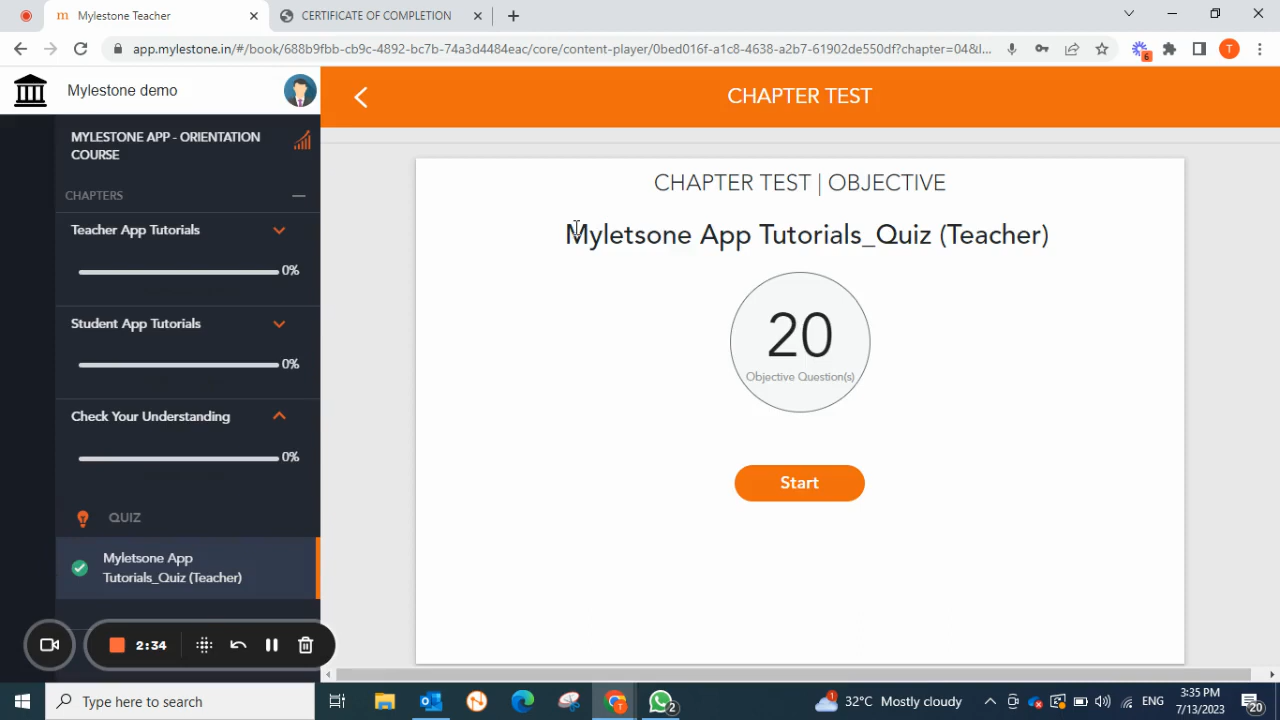 m Mylestone Teacher
CERTIFICATE OF COMPLETION
app.mylestone.in/#/book/688b9fbb-cb9c-4892-bc7b-74a3d4484eac/core/content-player/0bed016f-a1c8-4638-a2b7-61902de550df?chapter=04&l...
6
T
Mylestone demo
CHAPTER TEST
MYLESTONE APP - ORIENTATION
COURSE
CHAPTERS
Teacher App Tutorials
0%
Student App Tutorials
0%
Check Your Understanding
0%
QUIZ
Myletsone App
Tutorials_Quiz (Teacher)
CHAPTER TEST | OBJECTIVE
Myletsone App Tutorials_Quiz (Teacher)
20
Objective Question(s)
Start
2:34
Type here to search
T
2
1
32°C Mostly cloudy
ENG
3:35 PM
7/13/2023
20